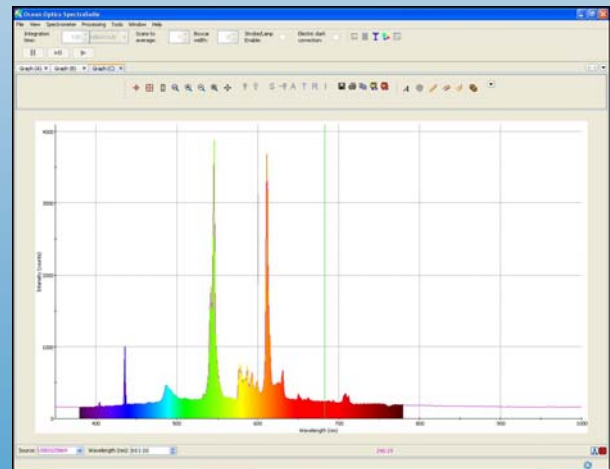 Ocean Optics SpectraSuite
File View Spectrometer Processing Tools Window Help
Integration time:
Scans to average:
Boxcar width:
Strobe/Lamp Enable:
Electric dark correction:
Graph (A) Graph (B) Graph (C)
S A T R I
A
4000
3000
2000
1000
0
Intensity (counts)
400 500 600 700 800 900 1000
Wavelength (nm)
Source: Wavelength (nm):